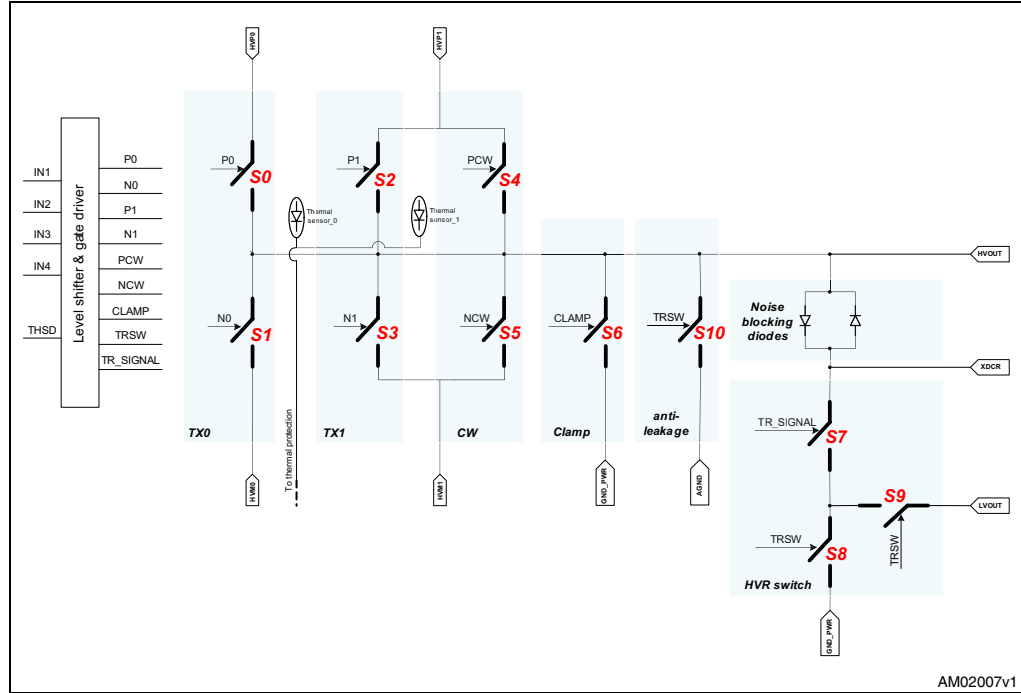 HVP0
HVP1
Level shifter & gate driver
IN1
IN2
IN3
IN4
THSD
P0
N0
P1
N1
PCW
NCW
CLAMP
TRSW
TR_SIGNAL
P0
S0
P1
S2
PCW
S4
Thermal
sensor_0
Thermal
sensor_1
HVOUT
N0
S1
N1
S3
NCW
S5
CLAMP
S6
TRSW
S10
Noise
blocking
diodes
XDCR
TX0
To thermal protection
TX1
CW
Clamp
anti-
leakage
TR_SIGNAL
S7
HVM0
HVM1
GND_PWR
AGND
S9
LVOUT
TRSW
S8
TRSW
HVR switch
GND_PWR
AM02007v1